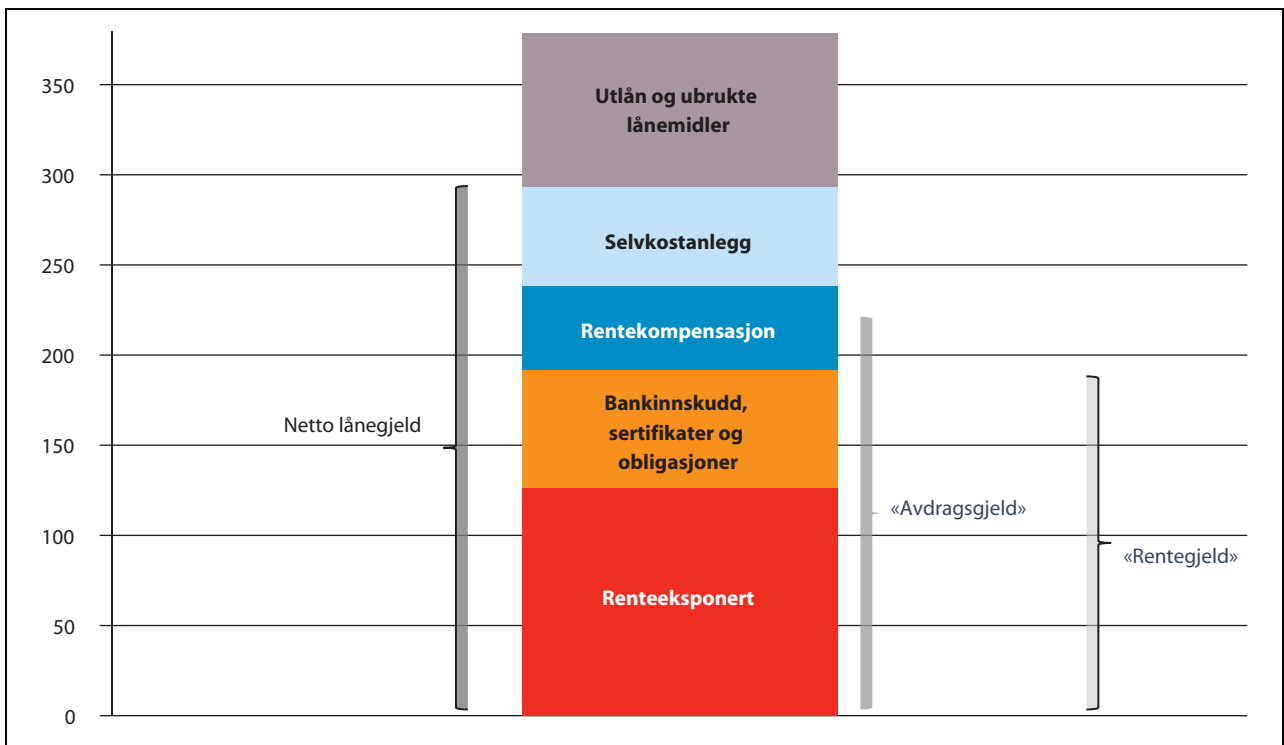 350
300
250
200
150
100
50
0
Utlån og ubrukte
lånemidler
Selvkostanlegg
Rentekompensasjon
Bankinnskudd,
sertifikater og
obligasjoner
Renteeksponert
Netto lånegjeld
«Avdragsgjeld»
«Rentegjeld»